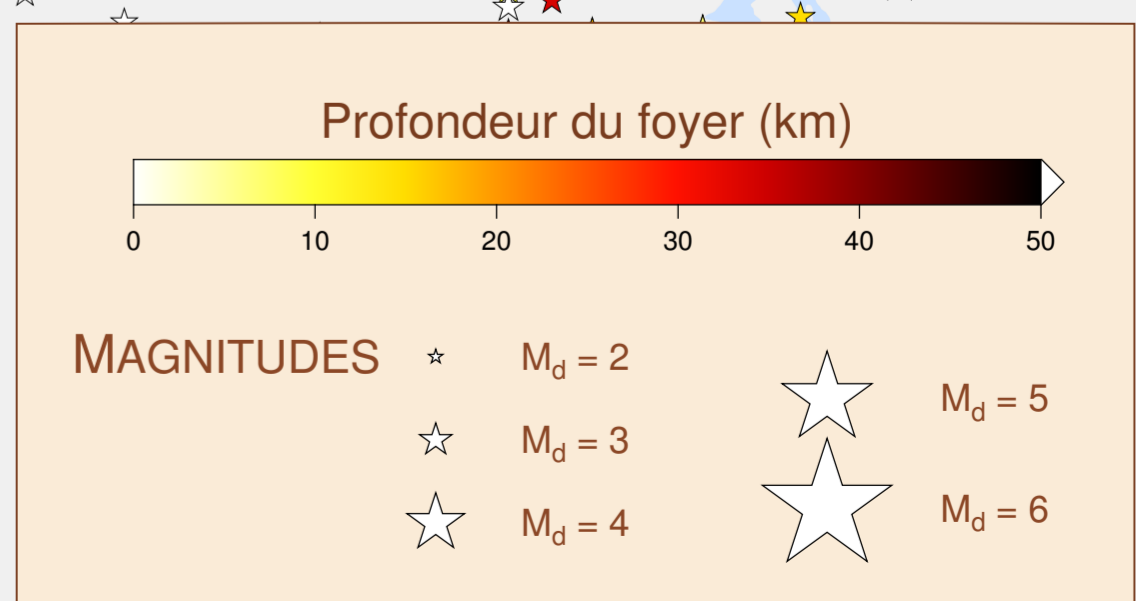 Profondeur du foyer (km)
0 10 20 30 40 50
MAGNITUDES
Md = 2
Md = 3
Md = 4
Md = 5
Md = 6